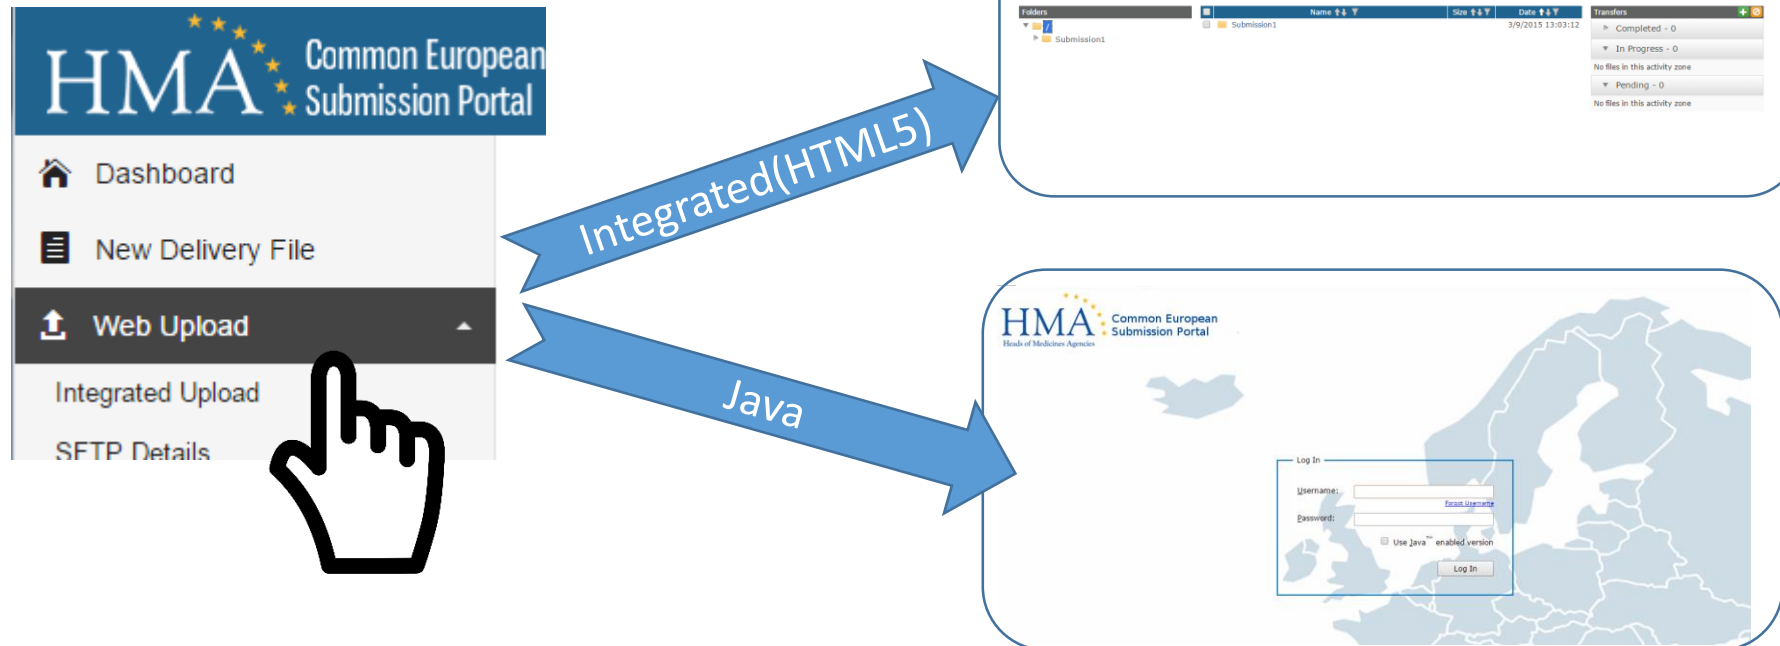 HMA
Common European
Submission Portal
Dashboard
New Delivery File
Web Upload
Integrated Upload
SFTP Details
Integrated(HTML5)
Java
Folders
/
Submission1
Name
Size
Date
Submission1
3/9/2015 13:03:12
Transfers
Completed - 0
In Progress - 0
No files in this activity zone
Pending - 0
No files in this activity zone
HMA
Heads of Medicines Agencies
Common European
Submission Portal
Log In
Username:
Forgot Username
Password:
Use Java™ enabled version
Log In